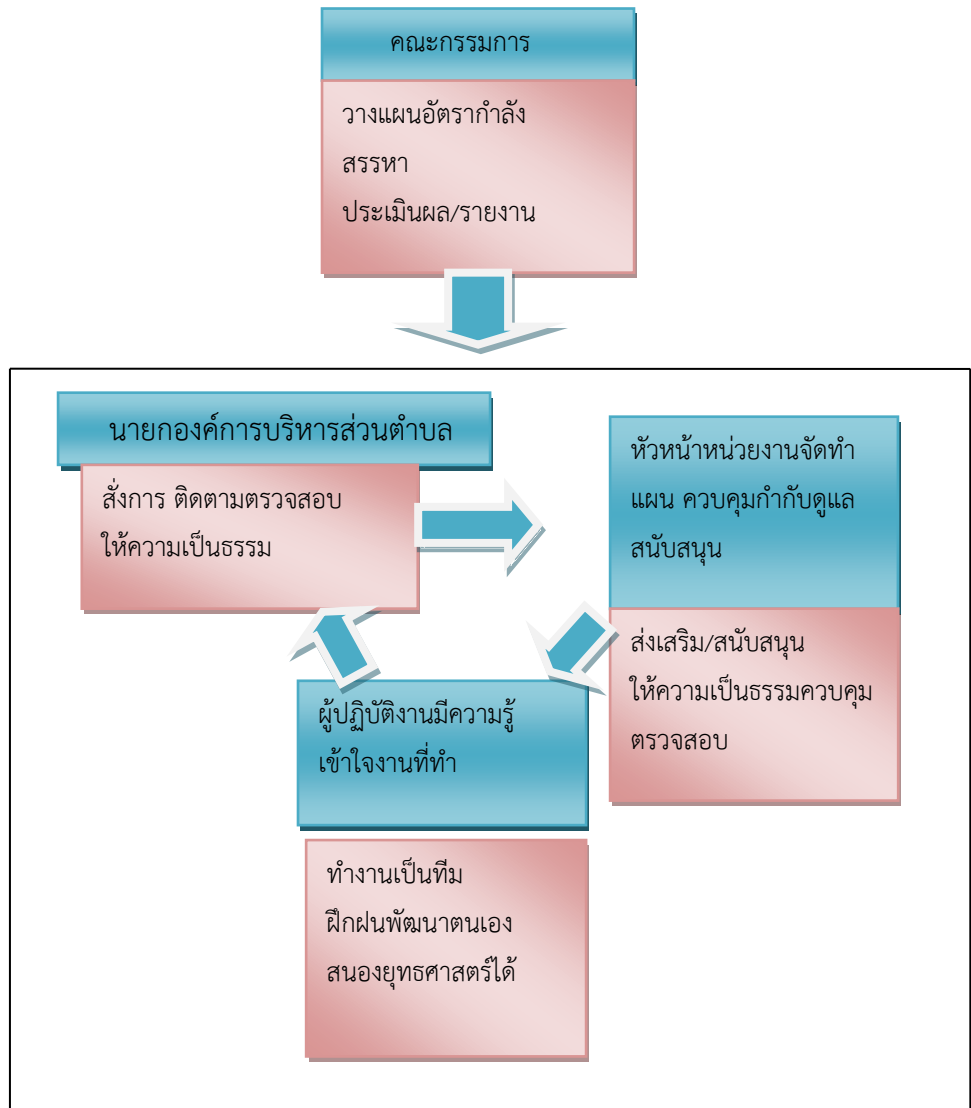 คณะกรรมการ
วางแผนอัตรากำลัง
สรรหา
ประเมินผล/รายงาน
นายกองค์การบริหารส่วนตำบล
สั่งการ ติดตามตรวจสอบ
ให้ความเป็นธรรม
หัวหน้าหน่วยงานจัดทำ
แผน ควบคุมกำกับดูแล
สนับสนุน
ส่งเสริม/สนับสนุน
ให้ความเป็นธรรมควบคุม
ตรวจสอบ
ผู้ปฏิบัติงานมีความรู้
เข้าใจงานที่ทำ
ทำงานเป็นทีม
ฝึกฝนพัฒนาตนเอง
สนองยุทธศาสตร์ได้